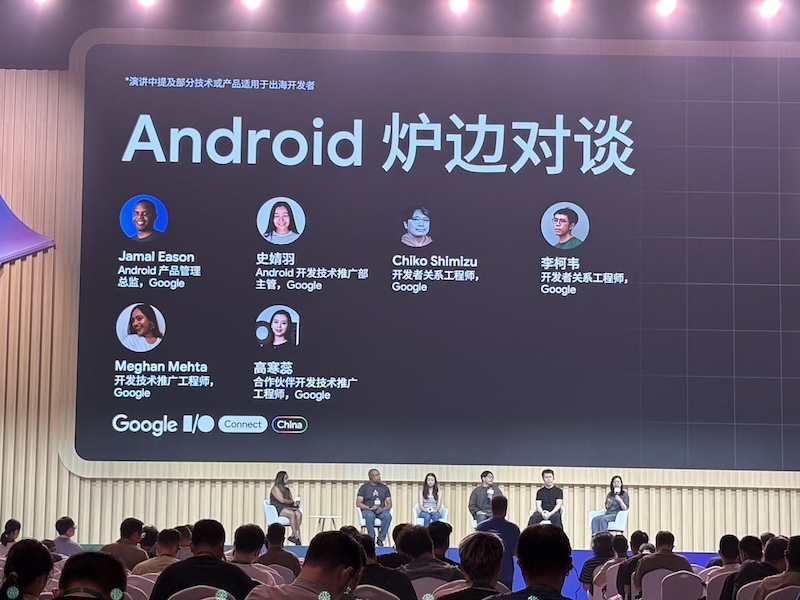 *演讲中提及部分技术或产品适用于出海开发者
Android 炉边对谈
Jamal Eason
Android 产品管理
总监，Google
史婧羽
Android 开发技术推广部
主管，Google
Chiko Shimizu
开发者关系工程师，
Google
李柯韦
开发者关系工程师，
Google
Meghan Mehta
开发技术推广工程师，
Google
高寒蕊
合作伙伴开发技术推广
工程师，Google
Google I/O Connect China